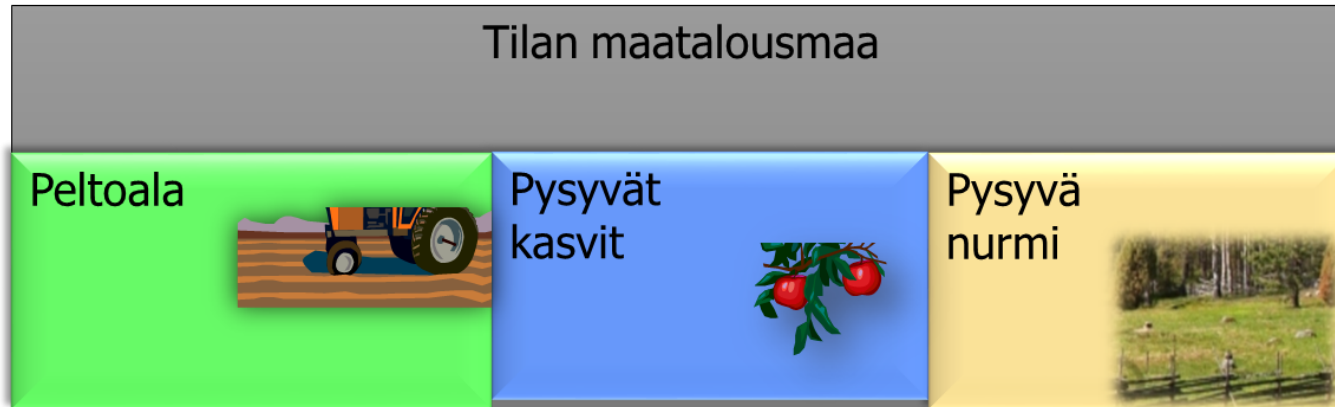 Tilan maatalousmaa
Peltoala
Pysyvät
kasvit
Pysyvä
nurmi